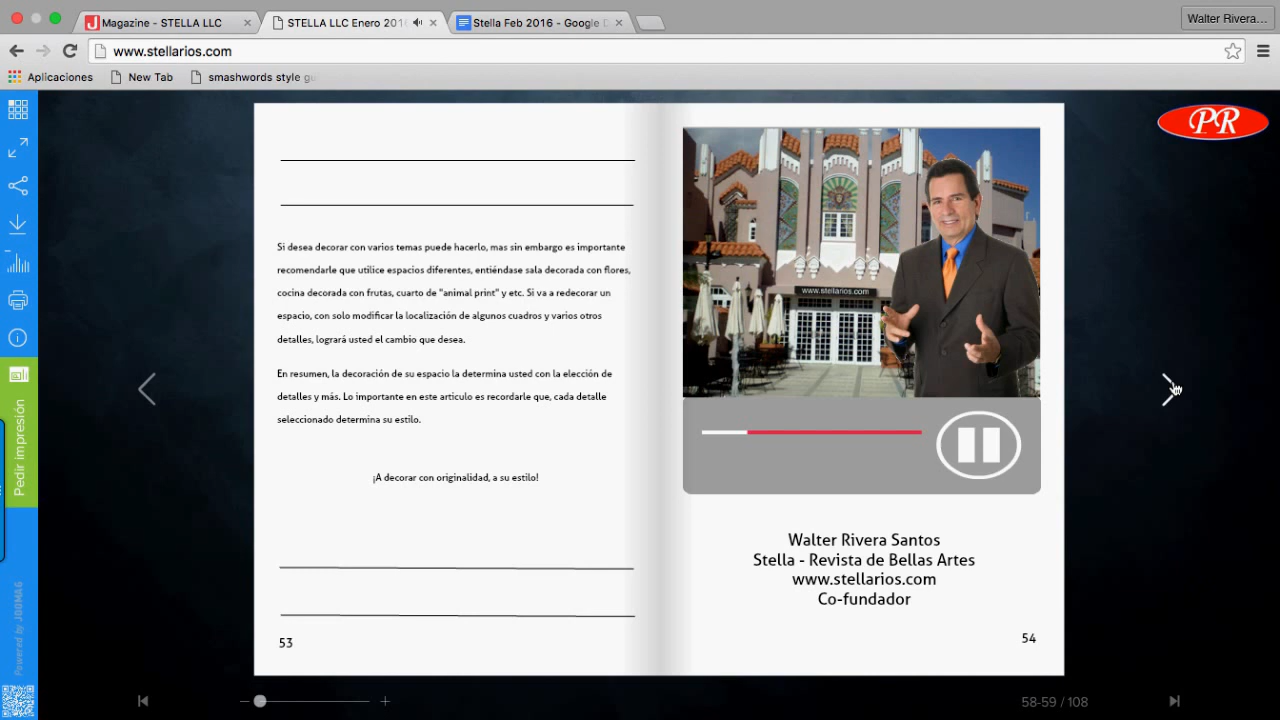 Magazine - STELLA LLC
STELLA LLC Enero 201
Stella Feb 2016 - Google D
Walter Rivera...
www.stellarios.com
Aplicaciones
New Tab
smashwords style gu
PR
Si desea decorar con varios temas puede hacerlo, mas sin embargo es importante
recomendarle que utilice espacios diferentes, entiéndase sala decorada con flores,
cocina decorada con frutas, cuarto de "animal print" y etc. Si va a redecorar un
espacio, con solo modificar la localización de algunos cuadros y varios otros
detalles, logrará usted el cambio que desea.
En resumen, la decoración de su espacio la determina usted con la elección de
detalles y más. Lo importante en este articulo es recordarle que, cada detalle
seleccionado determina su estilo.
¡A decorar con originalidad, a su estilo!
53
www.stellarios.com
Walter Rivera Santos
Stella - Revista de Bellas Artes
www.stellarios.com
Co-fundador
54
Pedir impresión
Powered by JOOMAG
58-59 / 108